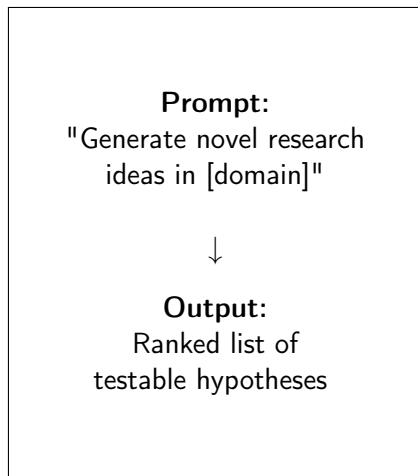 Prompt:
"Generate novel research
ideas in [domain]"
↓
Output:
Ranked list of
testable hypotheses